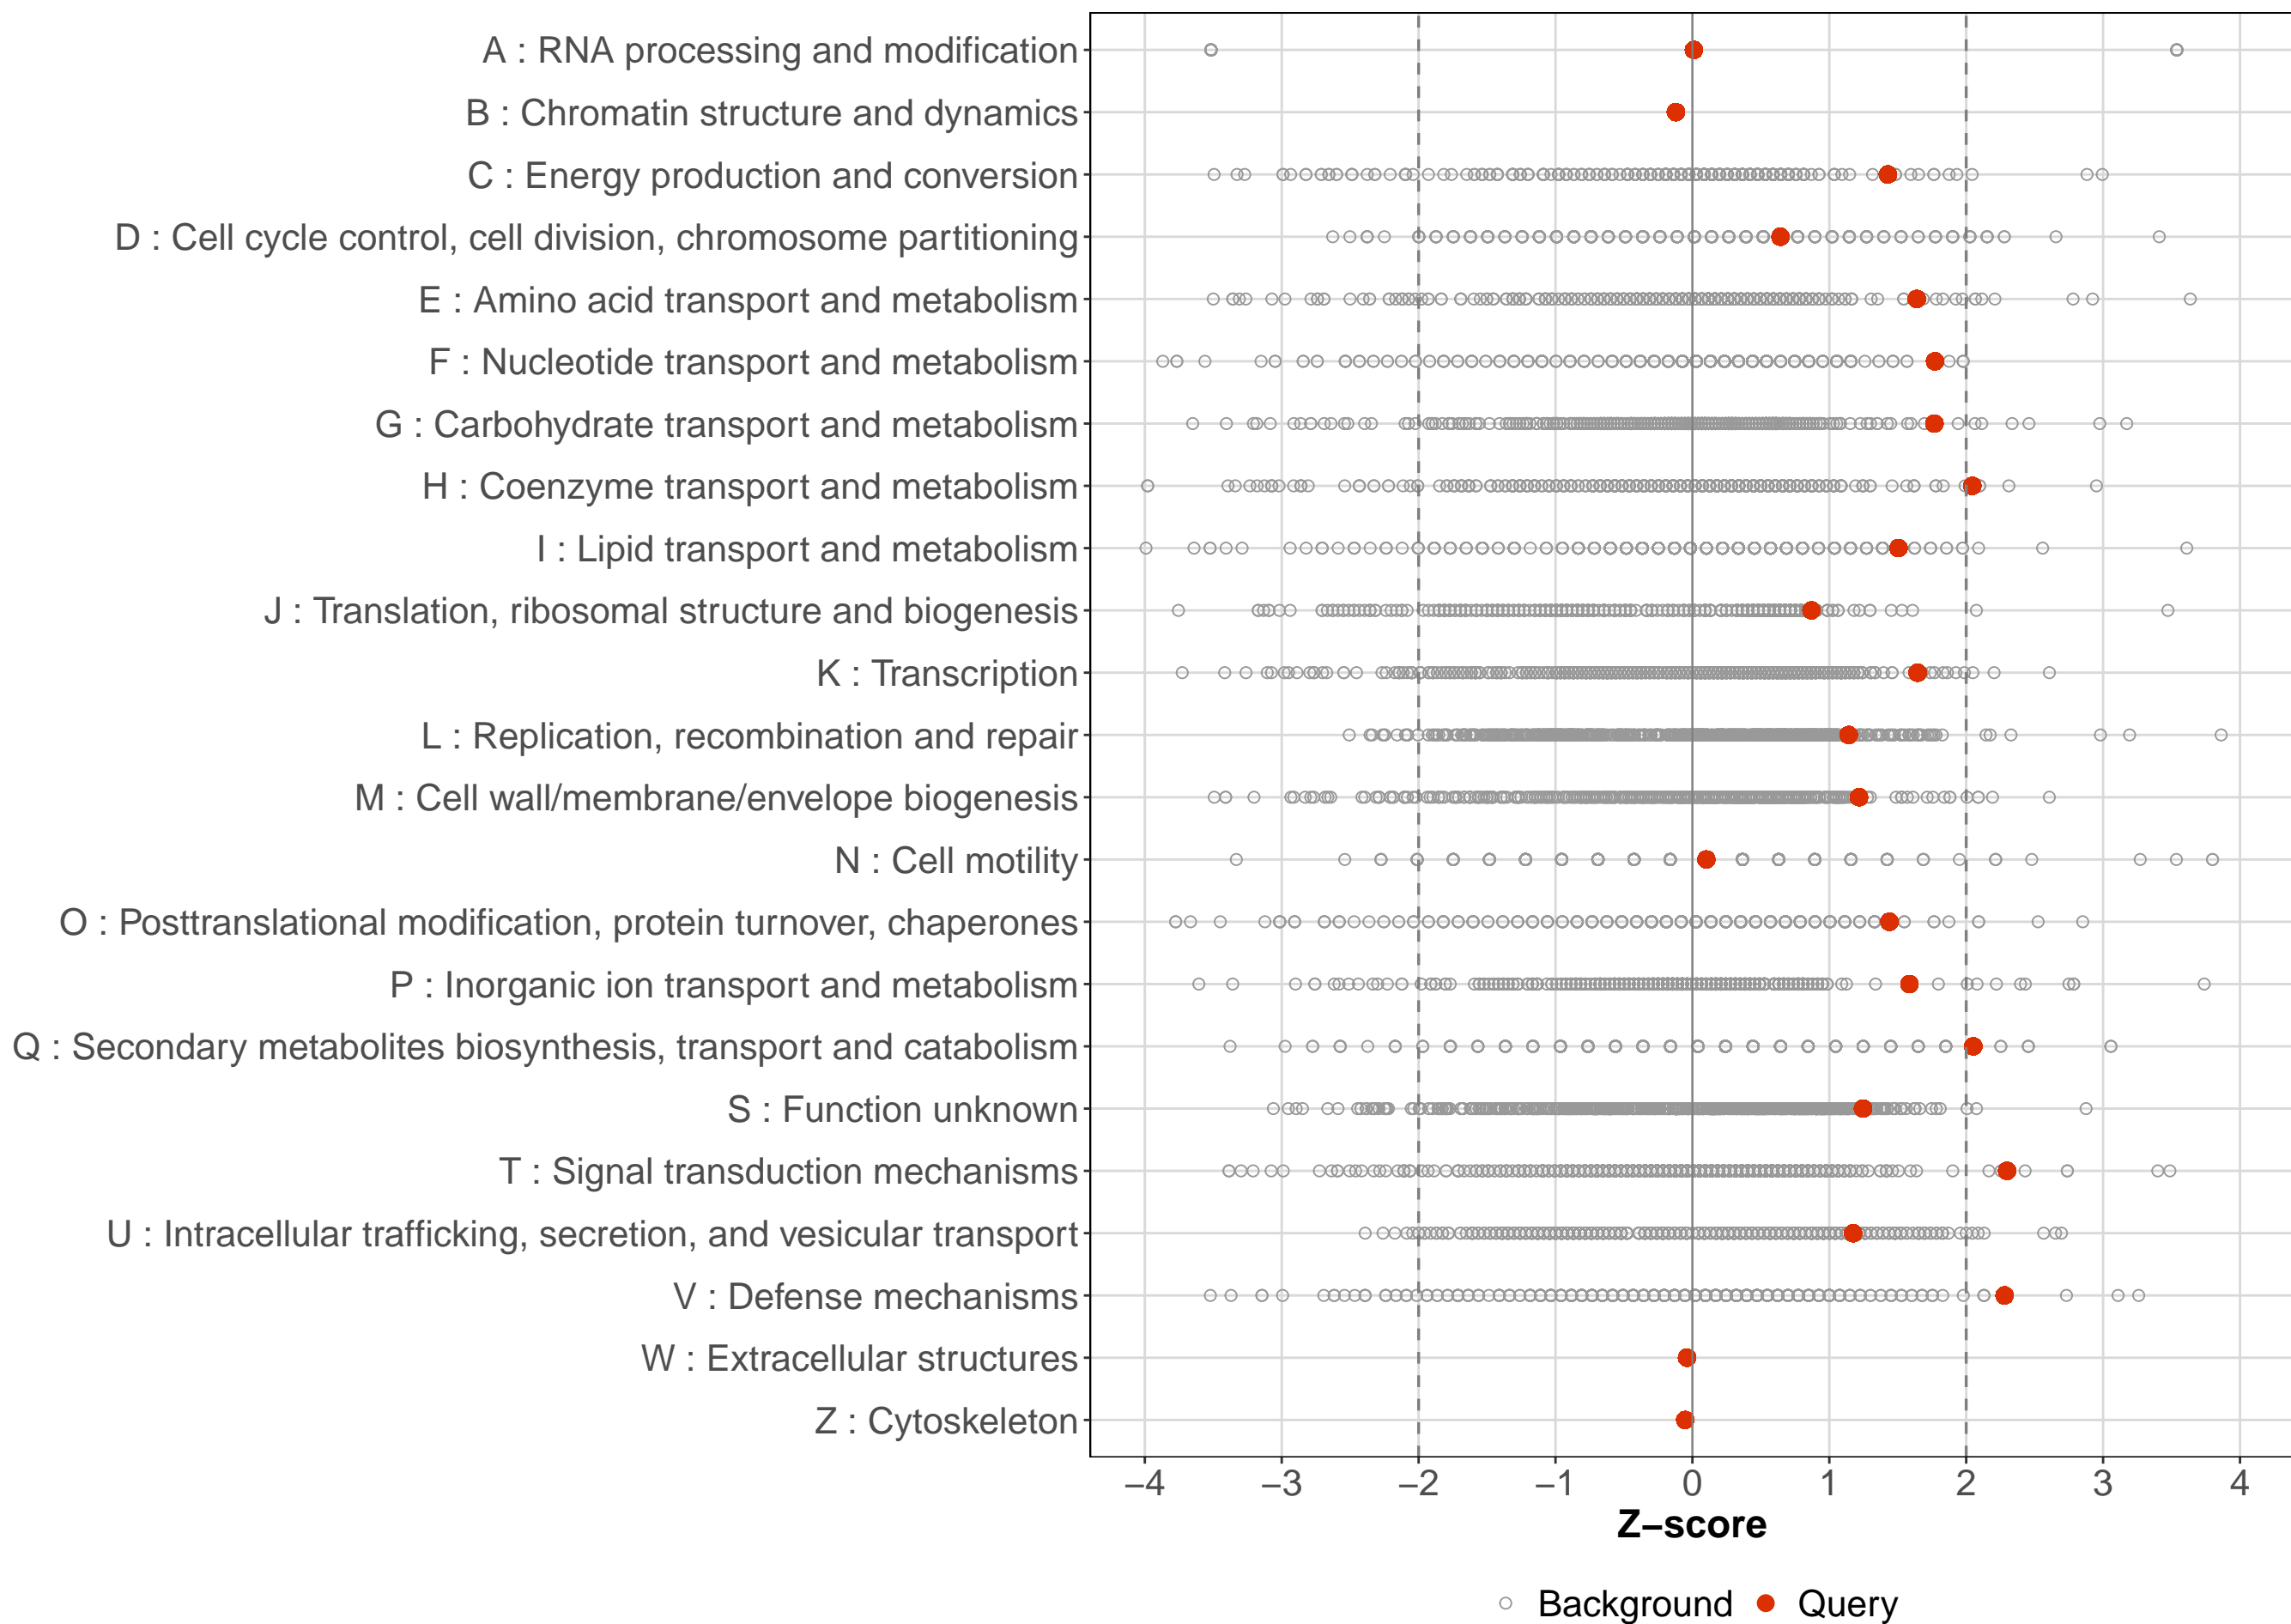 A : RNA processing and modification
B : Chromatin structure and dynamics
C : Energy production and conversion
D : Cell cycle control, cell division, chromosome partitioning
E : Amino acid transport and metabolism
F : Nucleotide transport and metabolism
G : Carbohydrate transport and metabolism
H : Coenzyme transport and metabolism
I : Lipid transport and metabolism
J : Translation, ribosomal structure and biogenesis
K : Transcription
L : Replication, recombination and repair
M : Cell wall/membrane/envelope biogenesis
N : Cell motility
O : Posttranslational modification, protein turnover, chaperones
P : Inorganic ion transport and metabolism
Q : Secondary metabolites biosynthesis, transport and catabolism
S : Function unknown
T : Signal transduction mechanisms
U : Intracellular trafficking, secretion, and vesicular transport
V : Defense mechanisms
W : Extracellular structures
Z : Cytoskeleton
−4 −3 −2 −1 0 1 2 3 4
Z−score
Background Query